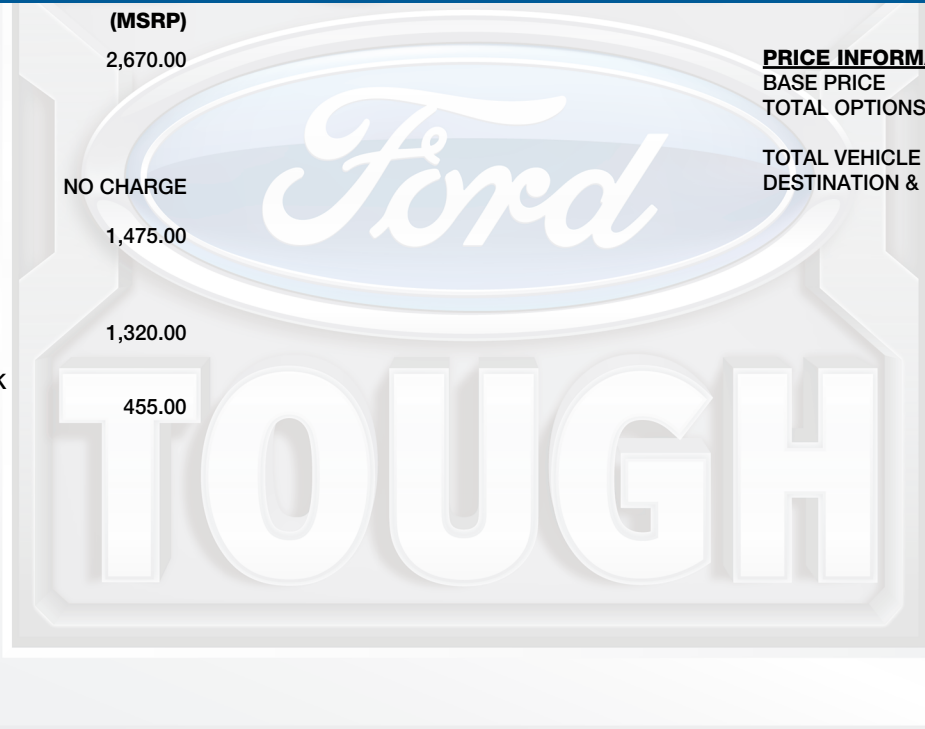 (MSRP)
2,670.00
NO CHARGE
1,475.00
1,320.00
455.00
PRICE INFORMA
BASE PRICE
TOTAL OPTIONS
TOTAL VEHICLE
DESTINATION &
Ford
TOUGH